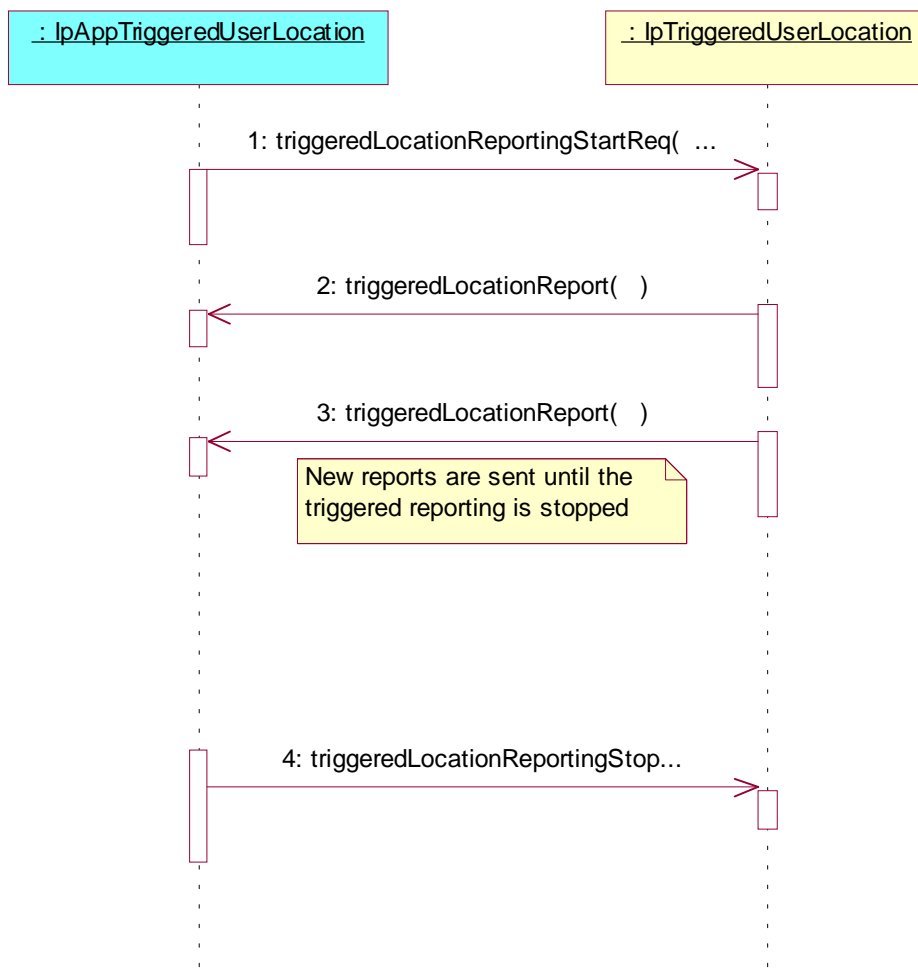 : IpAppTriggeredUserLocation
: IpTriggeredUserLocation
1: triggeredLocationReportingStartReq( ...
2: triggeredLocationReport( )
3: triggeredLocationReport( )
New reports are sent until the
triggered reporting is stopped
4: triggeredLocationReportingStop...